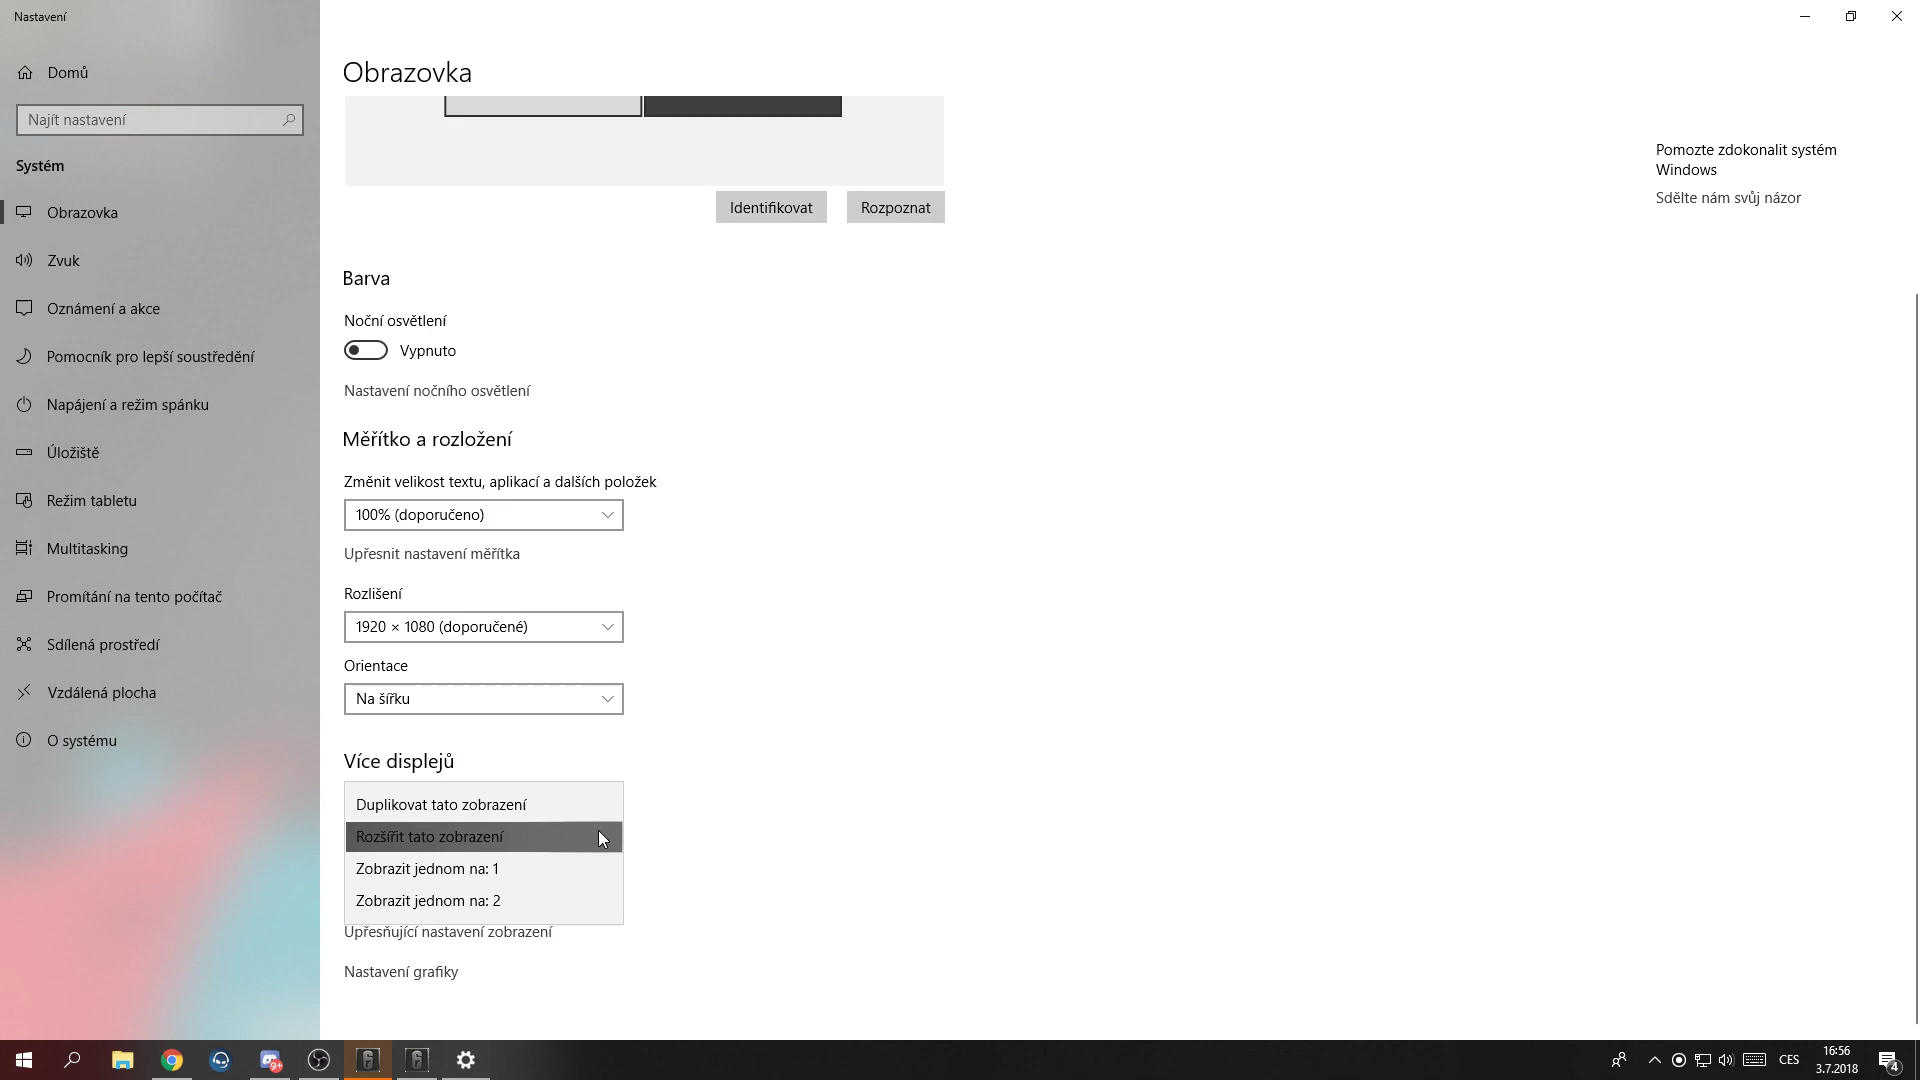 Nastavení
Domů
Najít nastavení
Systém
Obrazovka
Zvuk
Oznámení a akce
Pomocník pro lepší soustředění
Napájení a režim spánku
Úložiště
Režim tabletu
Multitasking
Promítání na tento počítač
Sdílená prostředí
Vzdálená plocha
O systému
Obrazovka
Identifikovat
Rozpoznat
Barva
Noční osvětlení
Vypnuto
Nastavení nočního osvětlení
Měřítko a rozložení
Změnit velikost textu, aplikací a dalších položek
100% (doporučeno)
Upřesnit nastavení měřítka
Rozlišení
1920 × 1080 (doporučené)
Orientace
Na šířku
Více displejů
Duplikovat tato zobrazení
Rozšířit tato zobrazení
Zobrazit jednom na: 1
Zobrazit jednom na: 2
Upřesňující nastavení zobrazení
Nastavení grafiky
Pomozte zdokonalit systém
Windows
Sdělte nám svůj názor
9+
CES
16:56
3.7.2018
4